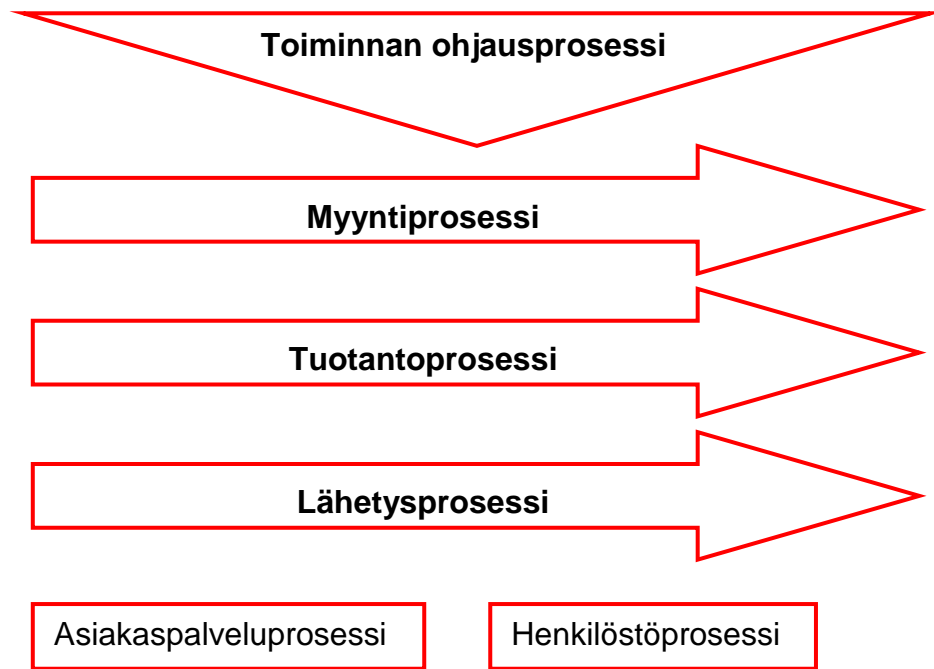 Toiminnan ohjausprosessi
Myyntiprosessi
Tuotantoprosessi
Lähetysprosessi
Asiakaspalveluprosessi
Henkilöstöprosessi